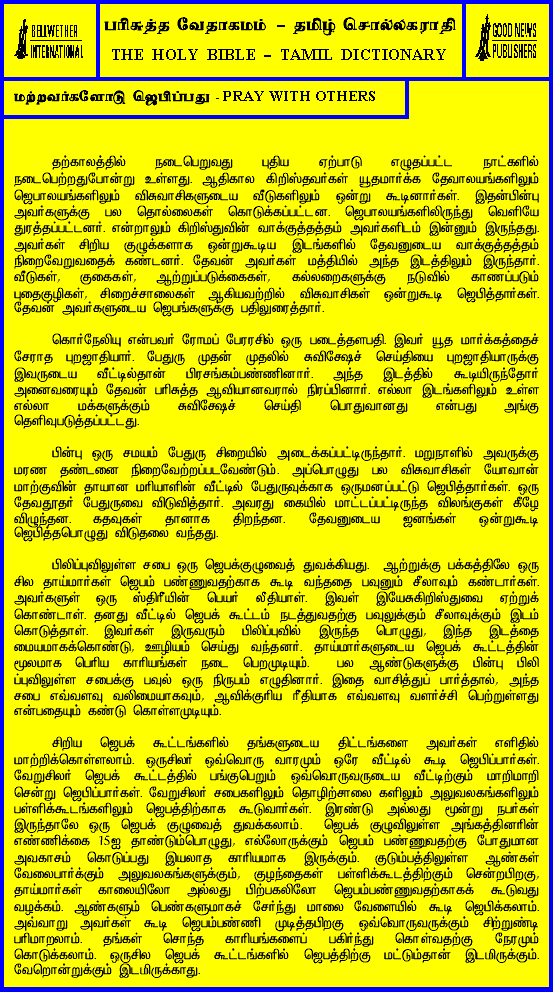 BELLWETHER
INTERNATIONAL
பரிசுத்த வேதாகமம் – தமிழ் சொல்லகராதி
THE HOLY BIBLE – TAMIL DICTIONARY
GOOD NEWS
PUBLISHERS
மற்றவர்களோடு ஜெபிப்பது - PRAY WITH OTHERS
தற்காலத்தில் நடைபெறுவது புதிய ஏற்பாடு எழுதப்பட்ட நாட்களில்
நடைபெற்றதுபோன்று உள்ளது. ஆதிகால கிறிஸ்தவர்கள் யூதமார்க்க தேவாலயங்களிலும்
ஜெபாலயங்களிலும் விசுவாசிகளுடைய வீடுகளிலும் ஒன்று கூடினார்கள். இதன்பின்பு
அவர்களுக்கு பல தொல்லைகள் கொடுக்கப்பட்டன. ஜெபாலயங்களிலிருந்து வெளியே
துரத்தப்பட்டனர். என்றாலும் கிறிஸ்துவின் வாக்குத்தத்தம் அவர்களிடம் இன்னும் இருந்தது.
அவர்கள் சிறிய குழுக்களாக ஒன்றுகூடிய இடங்களில் தேவனுடைய வாக்குத்தத்தம்
நிறைவேறுவதைக் கண்டனர். தேவன் அவர்கள் மத்தியில் அந்த இடத்திலும் இருந்தார்.
வீடுகள், குகைகள், ஆற்றுப்படுக்கைகள், கல்லறைகளுக்கு நடுவில் காணப்படும்
புதைகுழிகள், சிறைச்சாலைகள் ஆகியவற்றில் விசுவாசிகள் ஒன்றுகூடி ஜெபித்தார்கள்.
தேவன் அவர்களுடைய ஜெபங்களுக்கு பதிலுரைத்தார்.
கொர்நேலியு என்பவர் ரோமப் பேரரசில் ஒரு படைத்தளபதி. இவர் யூத மார்க்கத்தைச்
சேராத புறஜாதியார். பேதுரு முதன் முதலில் சுவிசேஷச் செய்தியை புறஜாதியாருக்கு
இவருடைய வீட்டில்தான் பிரசங்கம்பண்ணினார். அந்த இடத்தில் கூடியிருந்தோர்
அனைவரையும் தேவன் பரிசுத்த ஆவியானவரால் நிரப்பினார். எல்லா இடங்களிலும் உள்ள
எல்லா மக்களுக்கும் சுவிசேஷச் செய்தி பொதுவானது என்பது அங்கு
தெளிவுபடுத்தப்பட்டது.
பின்பு ஒரு சமயம் பேதுரு சிறையில் அடைக்கப்பட்டிருந்தார். மறுநாளில் அவருக்கு
மரண தண்டனை நிறைவேற்றப்படவேண்டும். அப்பொழுது பல விசுவாசிகள் யோவான்
மாற்குவின் தாயான மரியாளின் வீட்டில் பேதுருவுக்காக ஒருமனப்பட்டு ஜெபித்தார்கள். ஒரு
தேவதூதர் பேதுருவை விடுவித்தார். அவரது கையில் மாட்டப்பட்டிருந்த விலங்குகள் கீழே
விழுந்தன. கதவுகள் தானாக திறந்தன. தேவனுடைய ஜனங்கள் ஒன்றுகூடி
ஜெபித்தபொழுது விடுதலை வந்தது.
பிலிப்புவிலுள்ள சபை ஒரு ஜெபக்குழுவைத் துவக்கியது. ஆற்றுக்கு பக்கத்திலே ஒரு
சில தாய்மார்கள் ஜெபம் பண்ணுவதற்காக கூடி வந்ததை பவுலும் சீலாவும் கண்டார்கள்.
அவர்களுள் ஒரு ஸ்திரீயின் பெயர் லீதியாள். இவள் இயேசுகிறிஸ்துவை ஏற்றுக்
கொண்டாள். தனது வீட்டில் ஜெபக் கூட்டம் நடத்துவதற்கு பவுலுக்கும் சீலாவுக்கும் இடம்
கொடுத்தாள். இவர்கள் இருவரும் பிலிப்புவில் இருந்த பொழுது, இந்த இடத்தை
மையமாகக்கொண்டு, ஊழியம் செய்து வந்தனர். தாய்மார்களுடைய ஜெபக் கூட்டத்தின்
மூலமாக பெரிய காரியங்கள் நடை பெறமுடியும். பல ஆண்டுகளுக்கு பின்பு பிலி
ப்புவிலுள்ள சபைக்கு பவுல் ஒரு நிருபம் எழுதினார். இதை வாசித்துப் பார்த்தால், அந்த
சபை எவ்வளவு வலிமையாகவும், ஆவிக்குரிய ரீதியாக எவ்வளவு வளர்ச்சி பெற்றுள்ளது
என்பதையும் கண்டு கொள்ளமுடியும்.
சிறிய ஜெபக் கூட்டங்களில் தங்களுடைய திட்டங்களை அவர்கள் எளிதில்
மாற்றிக்கொள்ளலாம். ஒருசிலர் ஒவ்வொரு வாரமும் ஒரே வீட்டில் கூடி ஜெபிப்பார்கள்.
வேறுசிலர் ஜெபக் கூட்டத்தில் பங்குபெறும் ஒவ்வொருவருடைய வீட்டிற்கும் மாறிமாறி
சென்று ஜெபிப்பார்கள். வேறுசிலர் சபைகளிலும் தொழிற்சாலை களிலும் அலுவலகங்களிலும்
பள்ளிக்கூடங்களிலும் ஜெபத்திற்காக கூடுவார்கள். இரண்டு அல்லது மூன்று நபர்கள்
இருந்தாலே ஒரு ஜெபக் குழுவைத் துவக்கலாம். ஜெபக் குழுவிலுள்ள அங்கத்தினரின்
எண்ணிக்கை 15ஐ தாண்டும்பொழுது, எல்லோருக்கும் ஜெபம் பண்ணுவதற்கு போதுமான
அவகாசம் கொடுப்பது இயலாத காரியமாக இருக்கும். குடும்பத்திலுள்ள ஆண்கள்
வேலைபார்க்கும் அலுவலகங்களுக்கும், குழந்தைகள் பள்ளிக்கூடத்திற்கும் சென்றபிறகு,
தாய்மார்கள் காலையிலோ அல்லது பிற்பகலிலோ ஜெபம்பண்ணுவதற்காகக் கூடுவது
வழக்கம். ஆண்களும் பெண்களுமாகச் சேர்ந்து மாலை வேளையில் கூடி ஜெபிக்கலாம்.
அவ்வாறு அவர்கள் கூடி ஜெபம்பண்ணி முடித்தபிறகு ஒவ்வொருவருக்கும் சிற்றுண்டி
பரிமாறலாம். தங்கள் சொந்த காரியங்களைப் பகிர்ந்து கொள்வதற்கு நேரமும்
கொடுக்கலாம். ஒருசில ஜெபக் கூட்டங்களில் ஜெபத்திற்கு மட்டும்தான் இடமிருக்கும்.
வேறொன்றுக்கும் இடமிருக்காது.